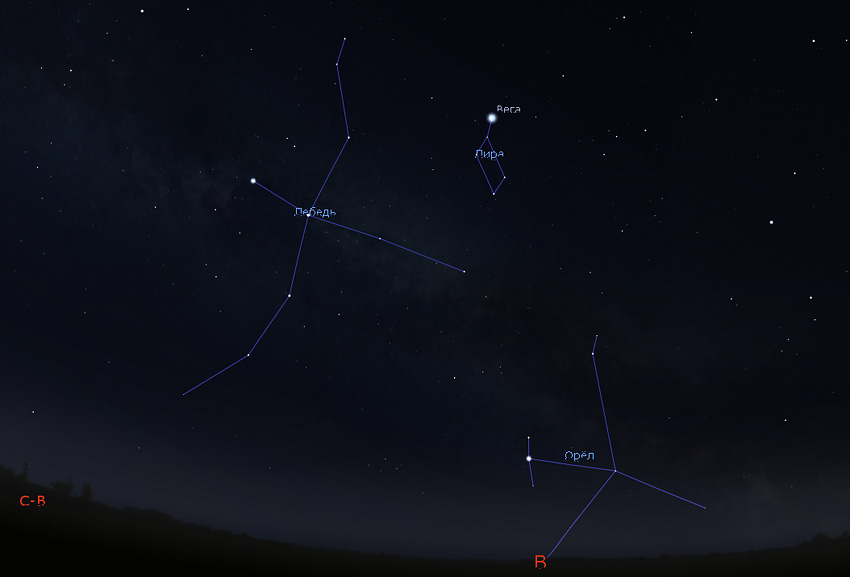 Вега
Лира
Лебедь
Орёл
С-В
В